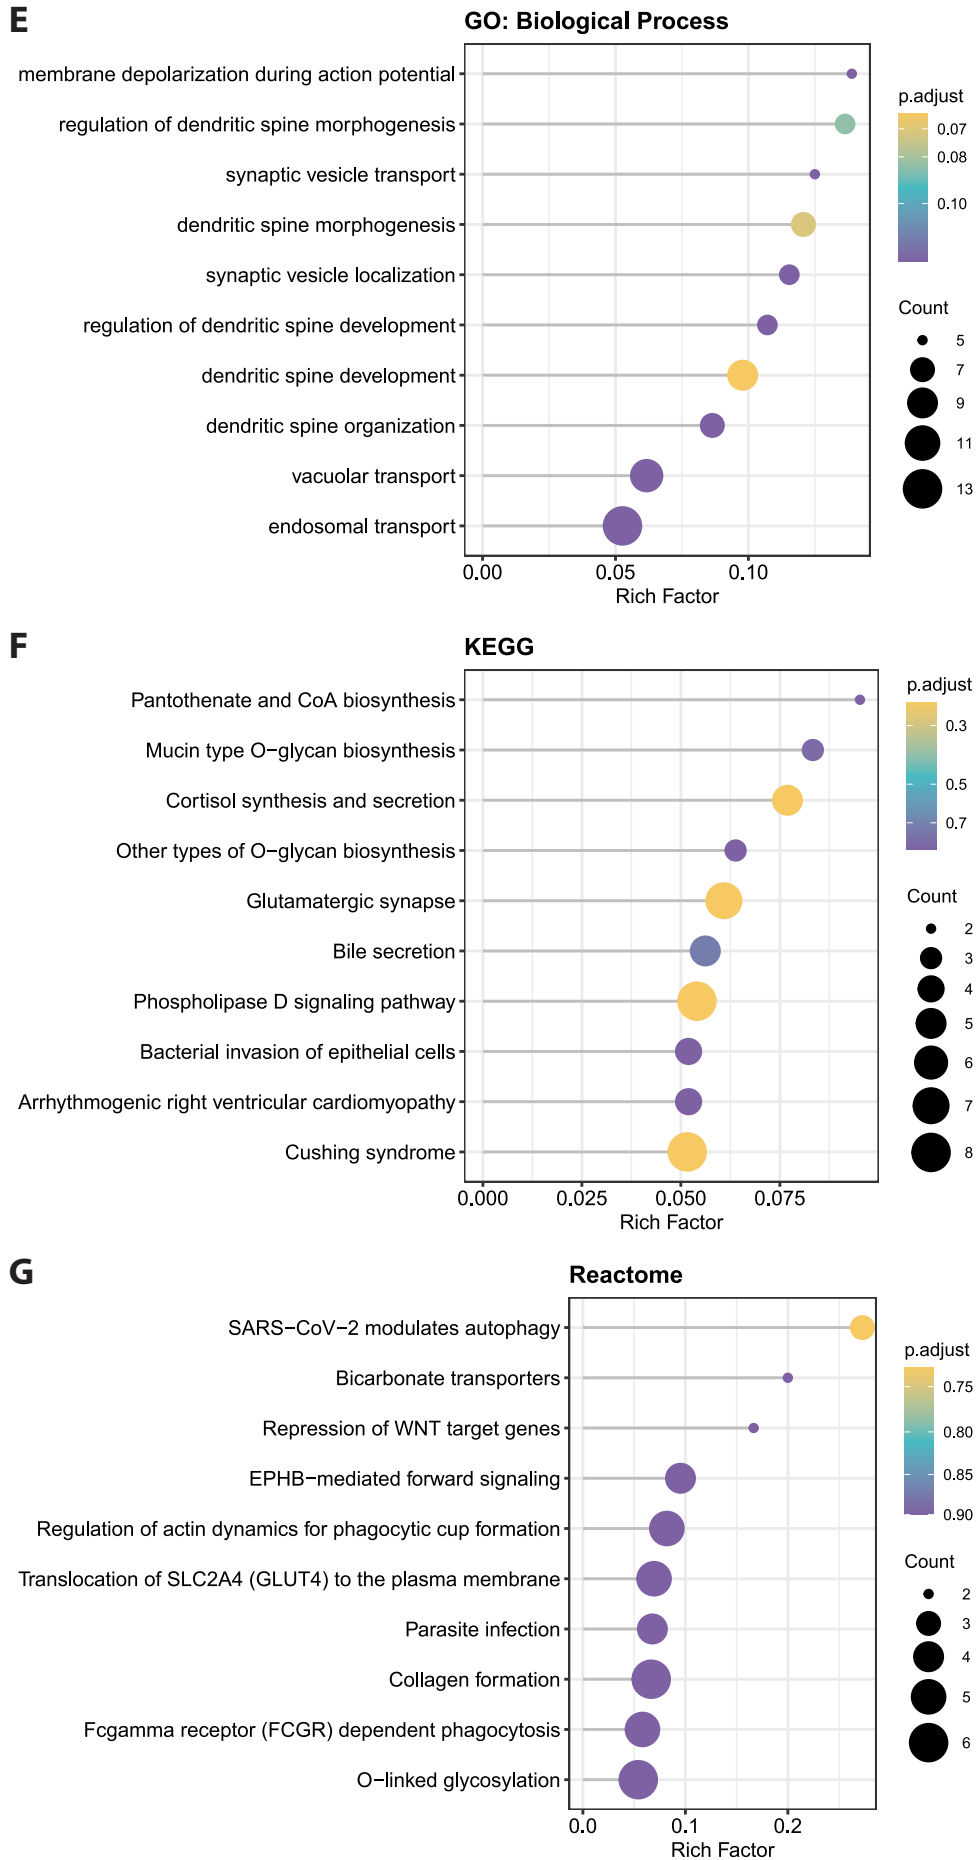 E
GO: Biological Process
membrane depolarization during action potential
regulation of dendritic spine morphogenesis
synaptic vesicle transport
dendritic spine morphogenesis
synaptic vesicle localization
regulation of dendritic spine development
dendritic spine development
dendritic spine organization
vacuolar transport
endosomal transport
0.00 0.05 0.10
Rich Factor
p.adjust
0.07
0.08
0.10
Count
5
7
9
11
13
F
KEGG
Pantothenate and CoA biosynthesis
Mucin type O−glycan biosynthesis
Cortisol synthesis and secretion
Other types of O−glycan biosynthesis
Glutamatergic synapse
Bile secretion
Phospholipase D signaling pathway
Bacterial invasion of epithelial cells
Arrhythmogenic right ventricular cardiomyopathy
Cushing syndrome
0.000 0.025 0.050 0.075
Rich Factor
p.adjust
0.3
0.5
0.7
Count
2
3
4
5
6
7
8
G
Reactome
SARS−CoV−2 modulates autophagy
Bicarbonate transporters
Repression of WNT target genes
EPHB−mediated forward signaling
Regulation of actin dynamics for phagocytic cup formation
Translocation of SLC2A4 (GLUT4) to the plasma membrane
Parasite infection
Collagen formation
Fcgamma receptor (FCGR) dependent phagocytosis
O−linked glycosylation
0.0 0.1 0.2
Rich Factor
p.adjust
0.75
0.80
0.85
0.90
Count
2
3
4
5
6